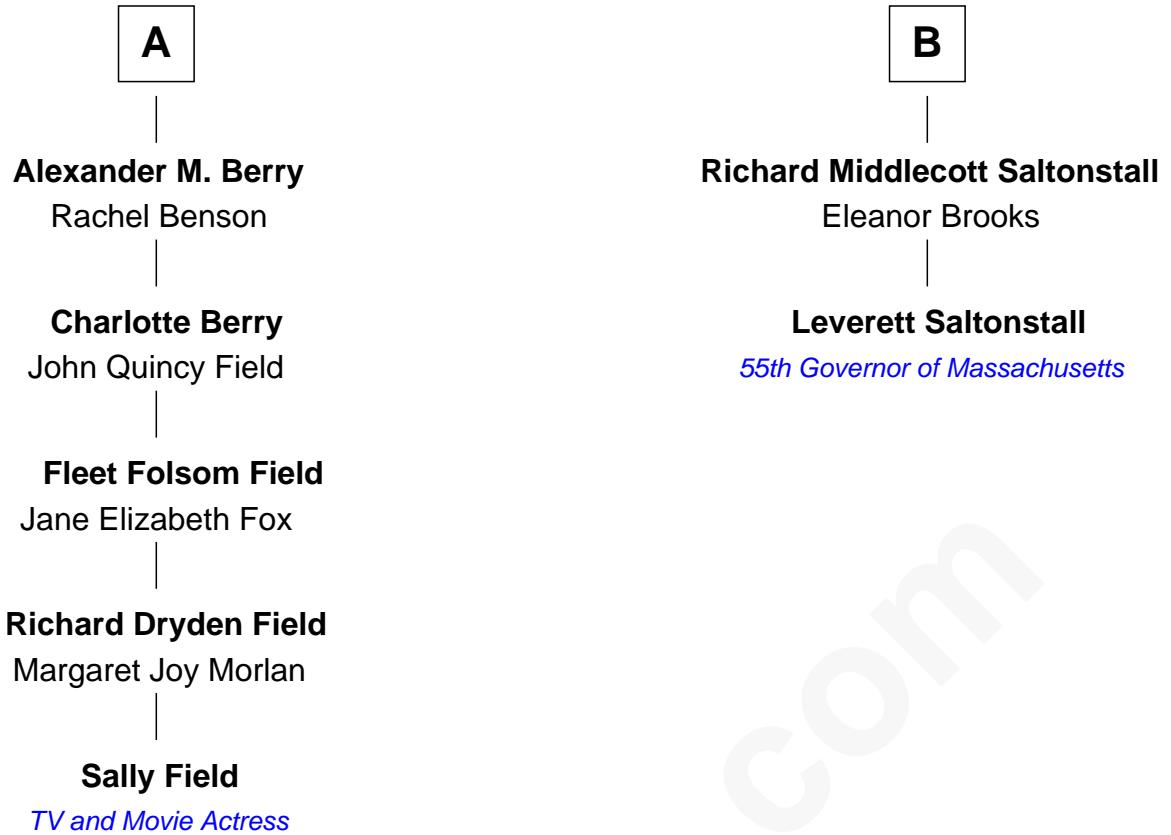 A
Alexander M. Berry
Rachel Benson
Charlotte Berry
John Quincy Field
Fleet Folsom Field
Jane Elizabeth Fox
Richard Dryden Field
Margaret Joy Morlan
Sally Field
TV and Movie Actress
B
Richard Middlecott Saltonstall
Eleanor Brooks
Leverett Saltonstall
55th Governor of Massachusetts
com